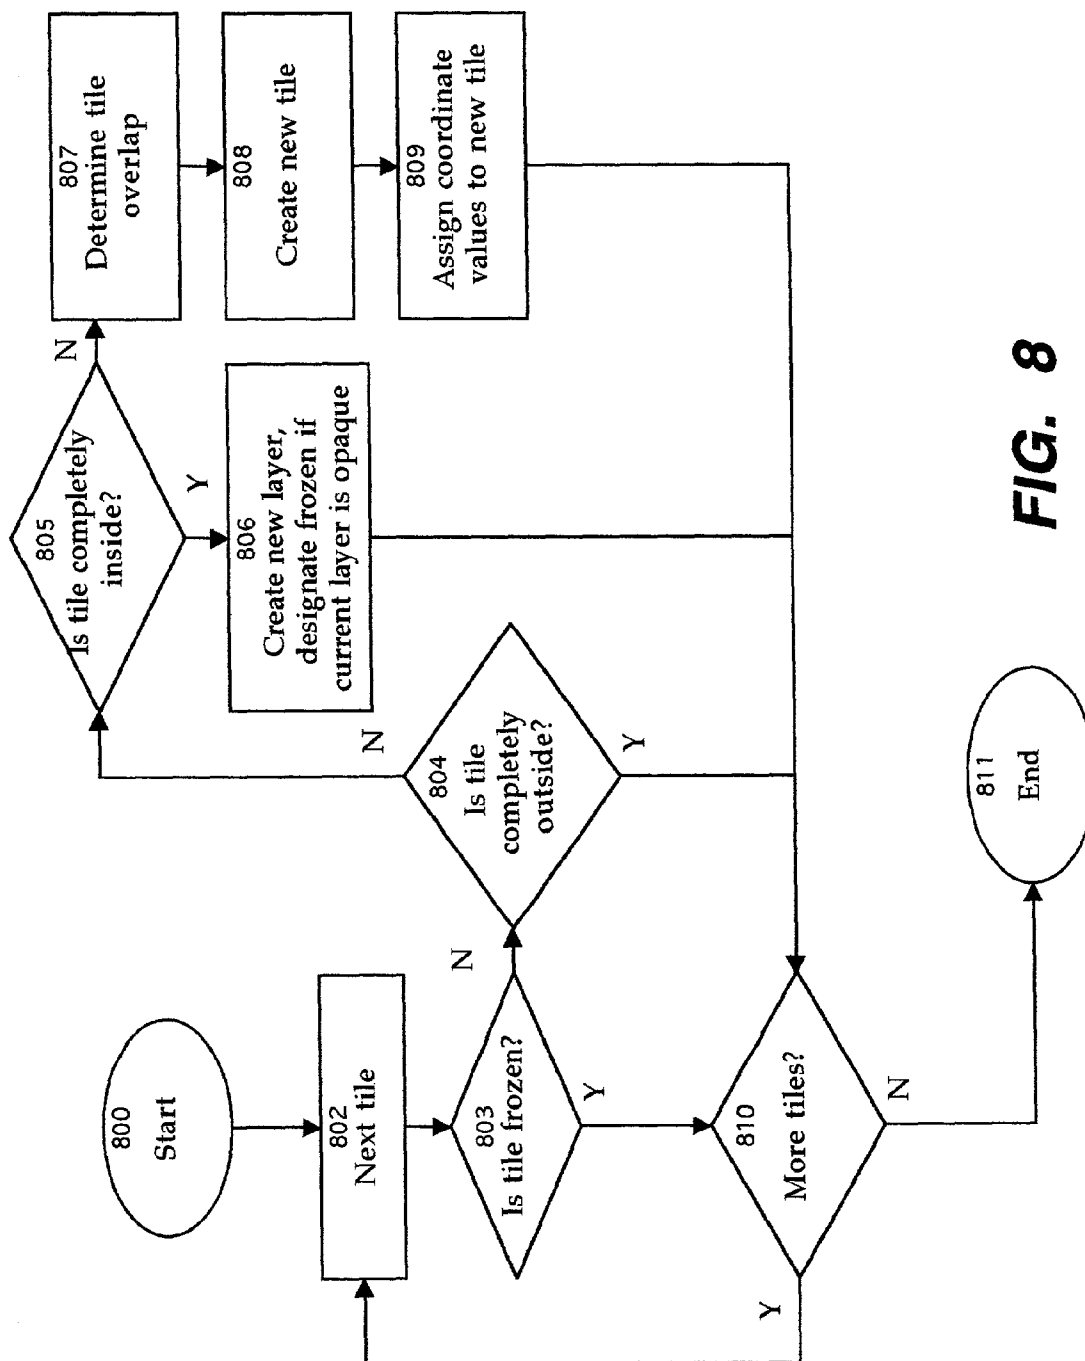 800
Start
802
Next tile
803
Is tile frozen?
N
Y
804
Is tile
completely
outside?
N
Y
805
Is tile completely
inside?
N
Y
806
Create new layer,
designate frozen if
current layer is opaque
807
Determine tile
overlap
808
Create new tile
809
Assign coordinate
values to new tile
810
More tiles?
Y
N
811
End
FIG. 8